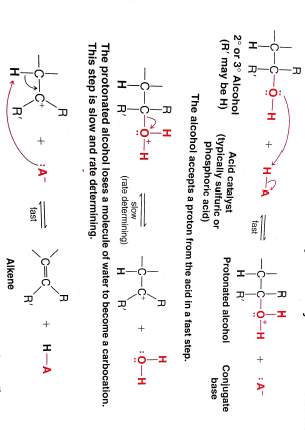 2° or 3° Alcohol
(R' may be H)
Acid catalyst
(typically sulfuric or
phosphoric acid)
fast
Protonated alcohol
Conjugate
base
The alcohol accepts a proton from the acid in a fast step.
slow
(rate determining)
The protonated alcohol loses a molecule of water to become a carbocation.
This step is slow and rate determining.
fast
Alkene